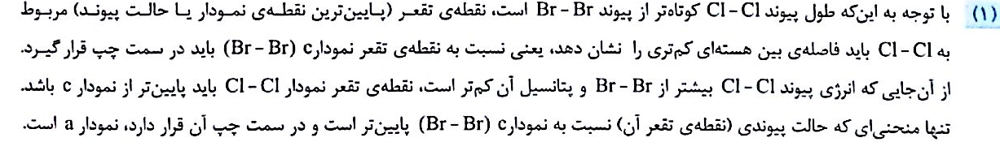 (۱) با توجه به این‌که طول پیوند Cl – Cl کوتاه‌تر از پیوند Br – Br است، نقطه‌ی تقعر (پایین‌ترین نقطه‌ی نمودار یا حالت پیوند) مربوط
به Cl – Cl باید فاصله‌ی بین هسته‌ای کم‌تری را نشان دهد، یعنی نسبت به نقطه‌ی تقعر نمودار c (Br – Br) باید در سمت چپ قرار گیرد.
از آن‌جایی که انرژی پیوند Cl – Cl بیشتر از Br – Br و پتانسیل آن کم‌تر است، نقطه‌ی تقعر نمودار Cl – Cl باید پایین‌تر از نمودار c باشد.
تنها منحنی‌ای که حالت پیوندی (نقطه‌ی تقعر آن) نسبت به نمودار c (Br – Br) پایین‌تر است و در سمت چپ آن قرار دارد، نمودار a است.